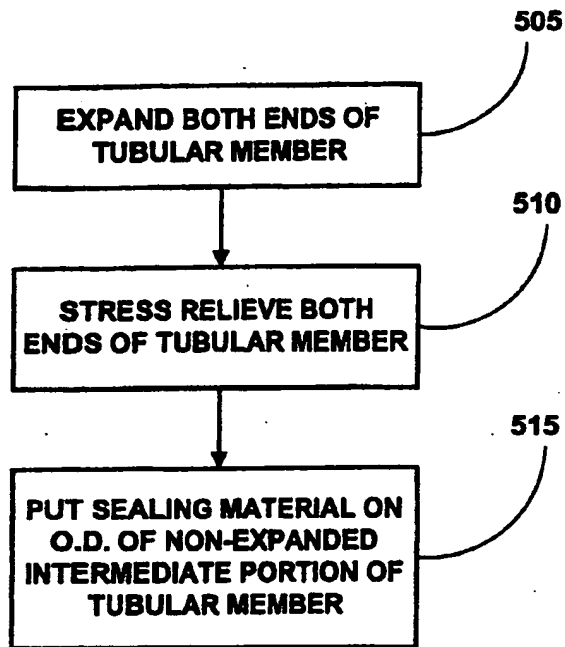 505
EXPAND BOTH ENDS OF
TUBULAR MEMBER
510
STRESS RELIEVE BOTH
ENDS OF TUBULAR MEMBER
515
PUT SEALING MATERIAL ON
O.D. OF NON-EXPANDED
INTERMEDIATE PORTION OF
TUBULAR MEMBER